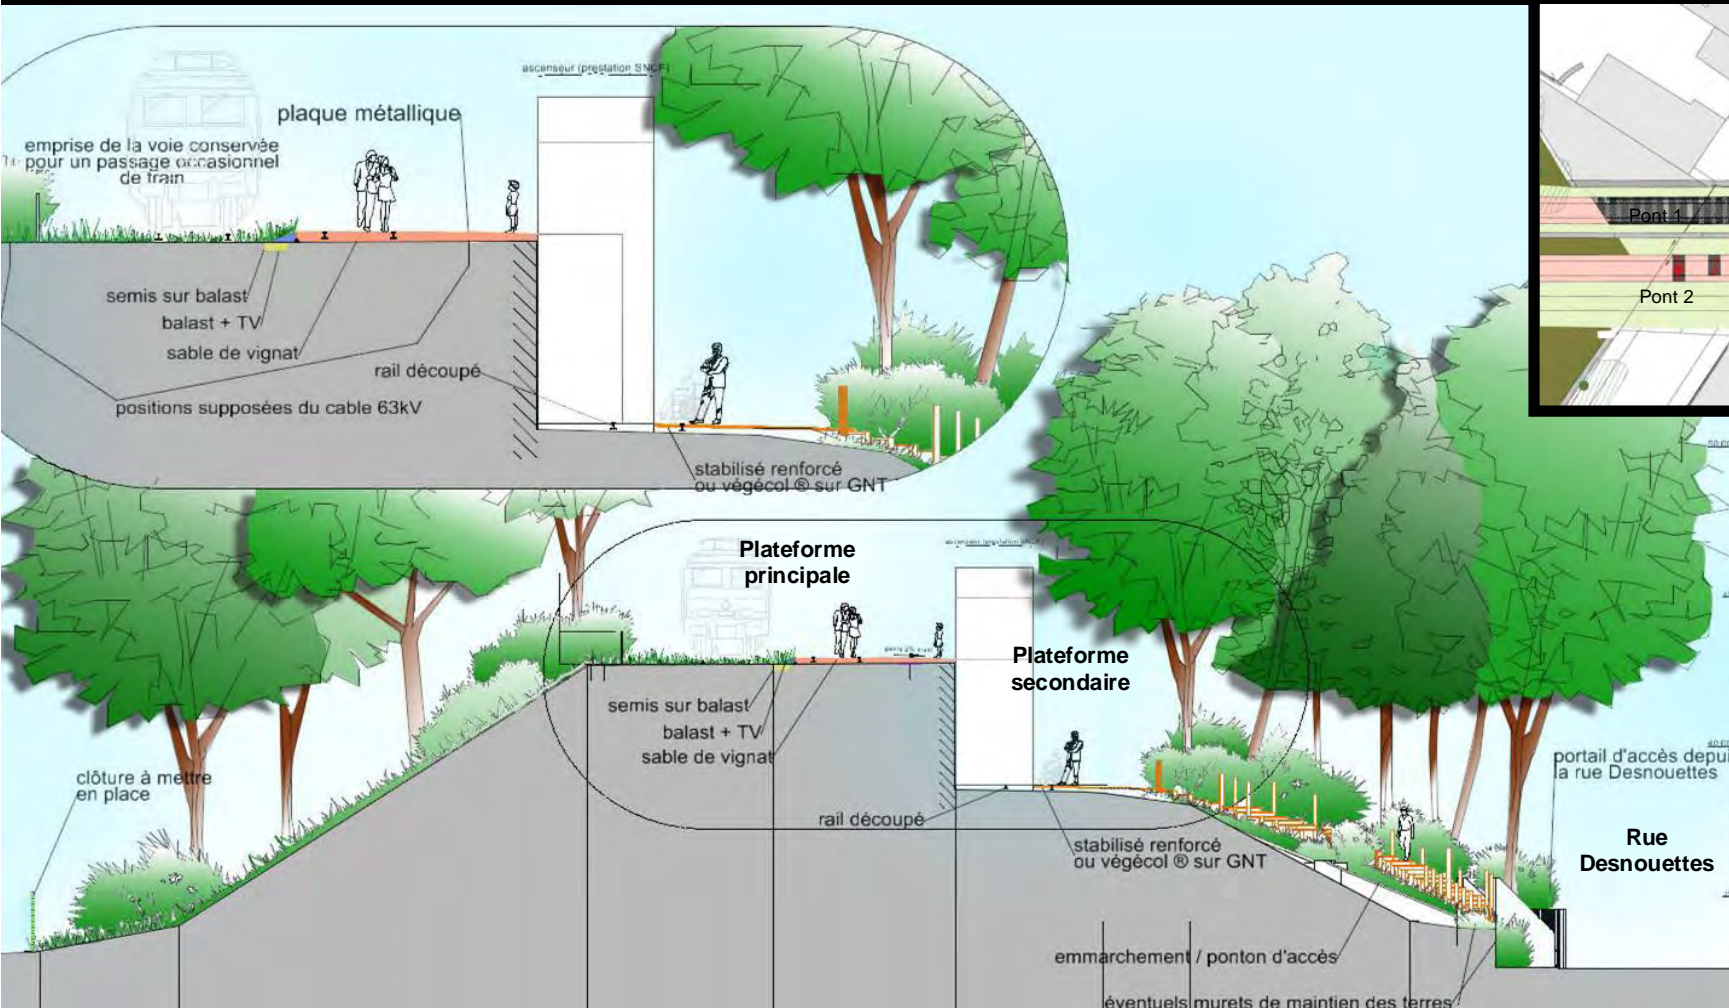 ascenseur (prestation SNCF)
plaque métallique
emprise de la voie conservée
pour un passage occasionnel
de train
semis sur balast
balast + TV
sable de vignat
rail découpé
positions supposées du cable 63kV
stabilisé renforcé
ou végécol ® sur GNT
Pont 1
Pont 2
Plateforme
principale
Plateforme
secondaire
semis sur balast
balast + TV
sable de vignat
rail découpé
clôture à mettre
en place
stabilisé renforcé
ou végécol ® sur GNT
portail d'accès depui
la rue Desnouettes
Rue
Desnouettes
emmarchement / ponton d'accès
éventuels murets de maintien des terres